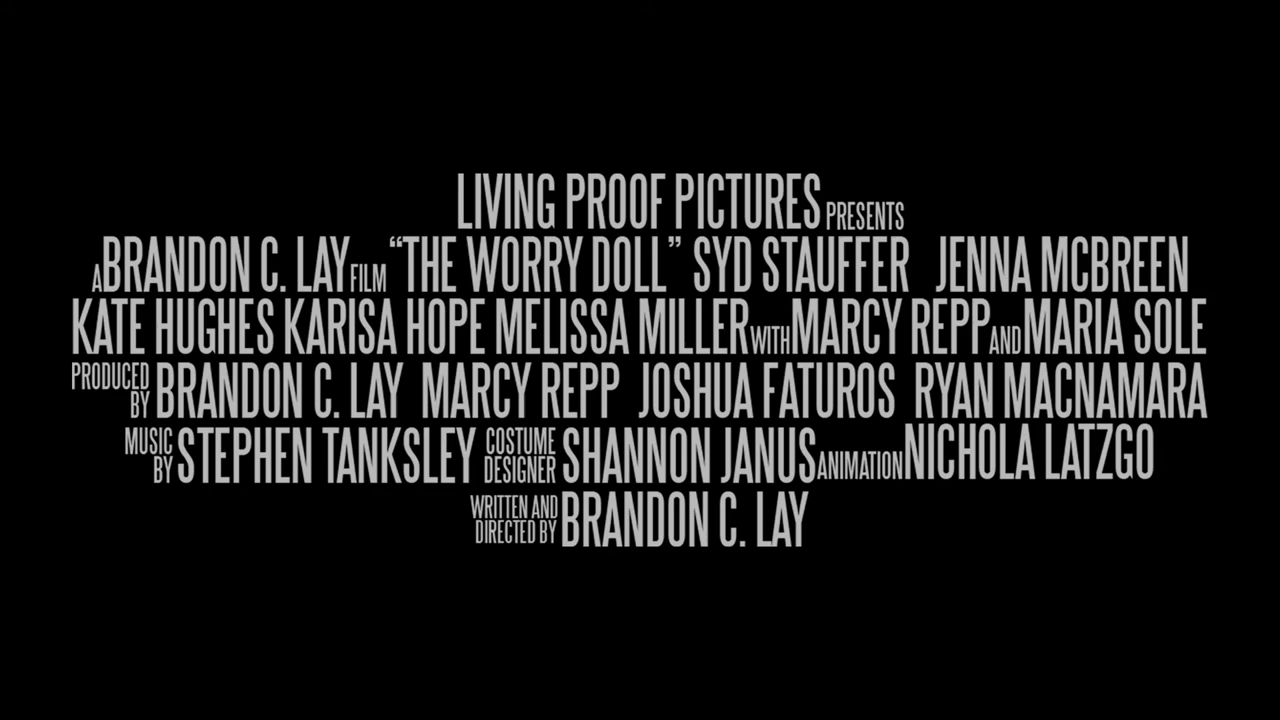 LIVING PROOF PICTURES PRESENTS
A BRANDON C. LAY FILM “THE WORRY DOLL” SYD STAUFFER JENNA MCBREEN
KATE HUGHES KARISA HOPE MELISSA MILLER WITH MARCY REPP AND MARIA SOLE
PRODUCED BY BRANDON C. LAY MARCY REPP JOSHUA FATUROS RYAN MACNAMARA
MUSIC BY STEPHEN TANKSLEY COSTUME DESIGNER SHANNON JANUS ANIMATION NICHOLA LATZGO
WRITTEN AND DIRECTED BY BRANDON C. LAY